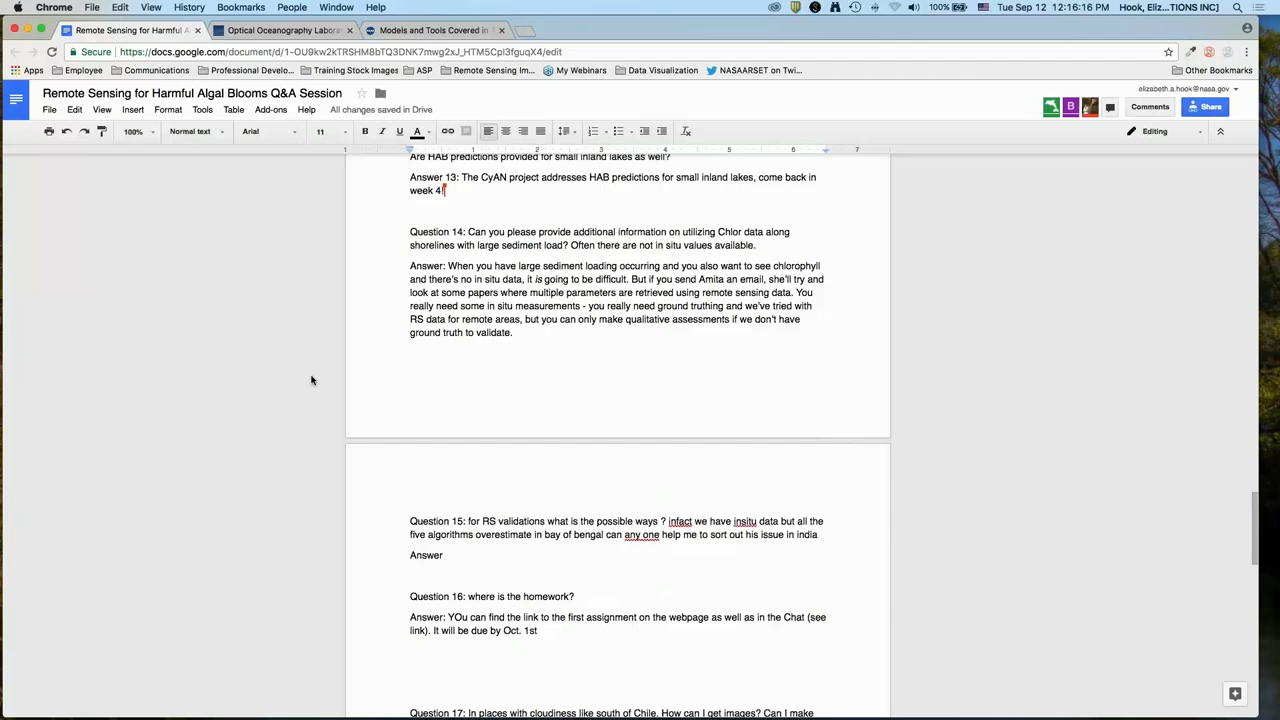 Chrome File Edit View History Bookmarks People Window Help 100% Tue Sep 12 12:16:16 PM Hook, Eliz...TIONS INC]
Remote Sensing for Harmful Al Optical Oceanography Labora Models and Tools Covered in
Secure https://docs.google.com/document/d/1-OU9kw2kTRSHM8bTQ3DNK7mwg2xJ_HTM5Cpl3fguqX4/edit
Apps Employee Communications Professional Develo... Training Stock Images ASP Remote Sensing Im... My Webinars Data Visualization NASAARSET on Twi... Other Bookmarks
Remote Sensing for Harmful Algal Blooms Q&A Session
elizabeth.a.hook@nasa.gov
File Edit View Insert Format Tools Table Add-ons Help All changes saved in Drive
B Comments Share
100% Normal text Arial 11 B I U A Editing
1 1 2 3 4 5 6 7
Are HAB predictions provided for small inland lakes as well?
Answer 13: The CyAN project addresses HAB predictions for small inland lakes, come back in
week 4!
Question 14: Can you please provide additional information on utilizing Chlor data along
shorelines with large sediment load? Often there are not in situ values available.
Answer: When you have large sediment loading occurring and you also want to see chlorophyll
and there's no in situ data, it is going to be difficult. But if you send Amita an email, she'll try and
look at some papers where multiple parameters are retrieved using remote sensing data. You
really need some in situ measurements - you really need ground truthing and we've tried with
RS data for remote areas, but you can only make qualitative assessments if we don't have
ground truth to validate.
Question 15: for RS validations what is the possible ways ? infact we have insitu data but all the
five algorithms overestimate in bay of bengal can any one help me to sort out his issue in india
Answer
Question 16: where is the homework?
Answer: YOu can find the link to the first assignment on the webpage as well as in the Chat (see
link). It will be due by Oct. 1st
Question 17: In places with cloudiness like south of Chile. How can I get images? Can I make